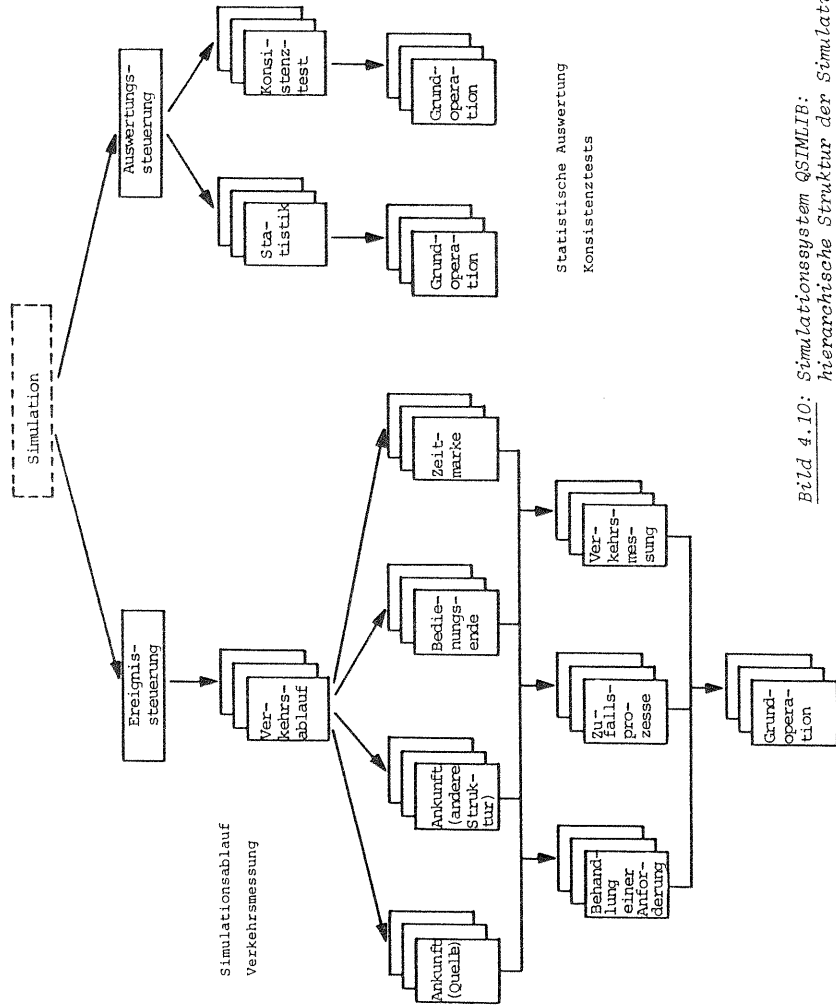 Simulation
Ereignis-
steuerung
Auswertungs-
steuerung
Simulationsablauf
Verkehrsmessung
Ver-
kehrs-
ablauf
Sta-
tistik
Konsi-
stenz-
test
Ankunft
(Quelle)
Ankunft
(andere
Struk-
tur)
Bedie-
nungs-
ende
Zeit-
marke
Grund-
opera-
tion
Grund-
opera-
tion
Behand-
lung
einer
Anfor-
derung
Zu-
falls-
pro-
zesse
Ver-
kehrs-
mes-
sung
Statistische Auswertung
Konsistenztests
Grund-
opera-
tion
Bild 4.10: Simulationssystem QSIMLIB:
hierarchische Struktur der